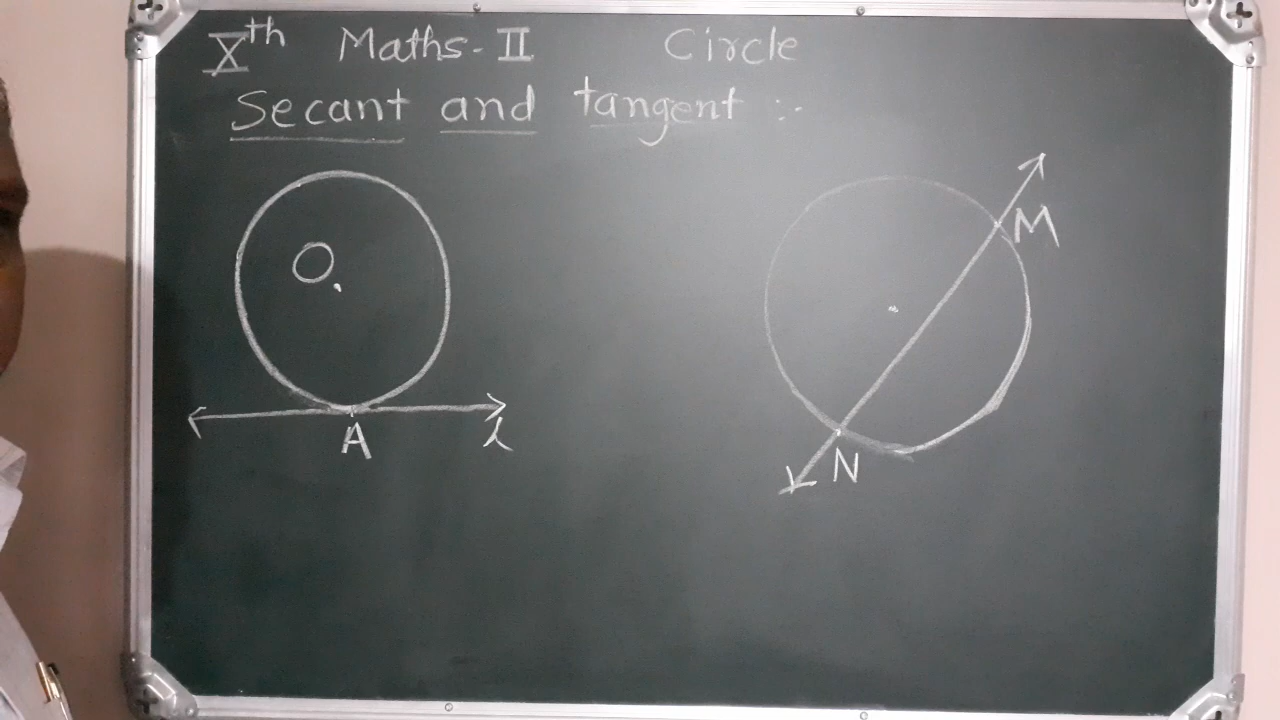 Xth Maths-II Circle
Secant and tangent :-
O
M
A
l
N